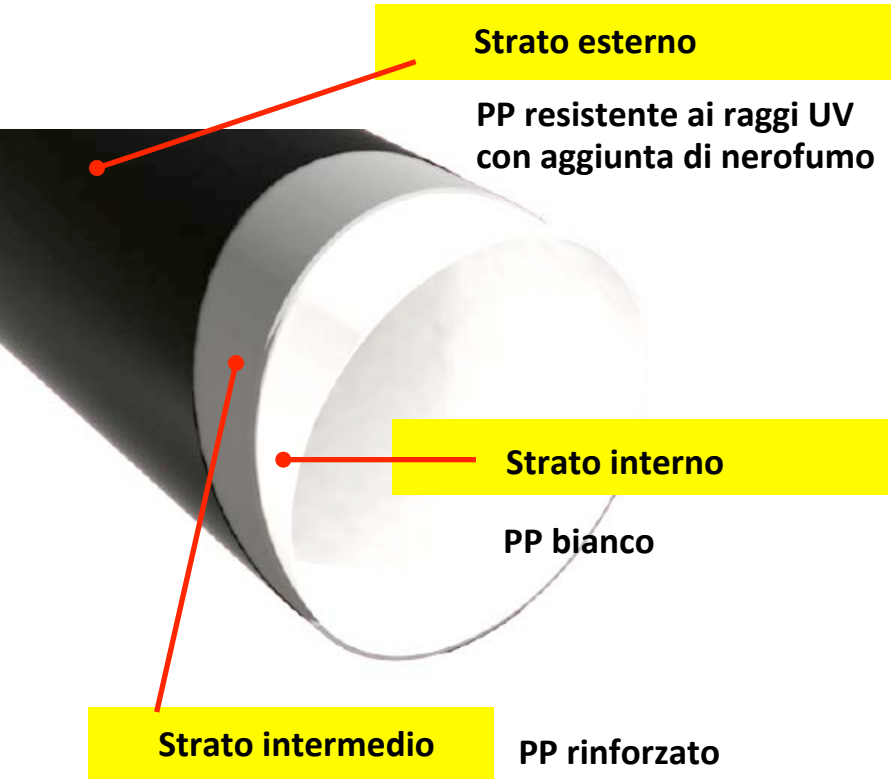 Strato esterno
PP resistente ai raggi UV
con aggiunta di nerofumo
Strato interno
PP bianco
Strato intermedio
PP rinforzato